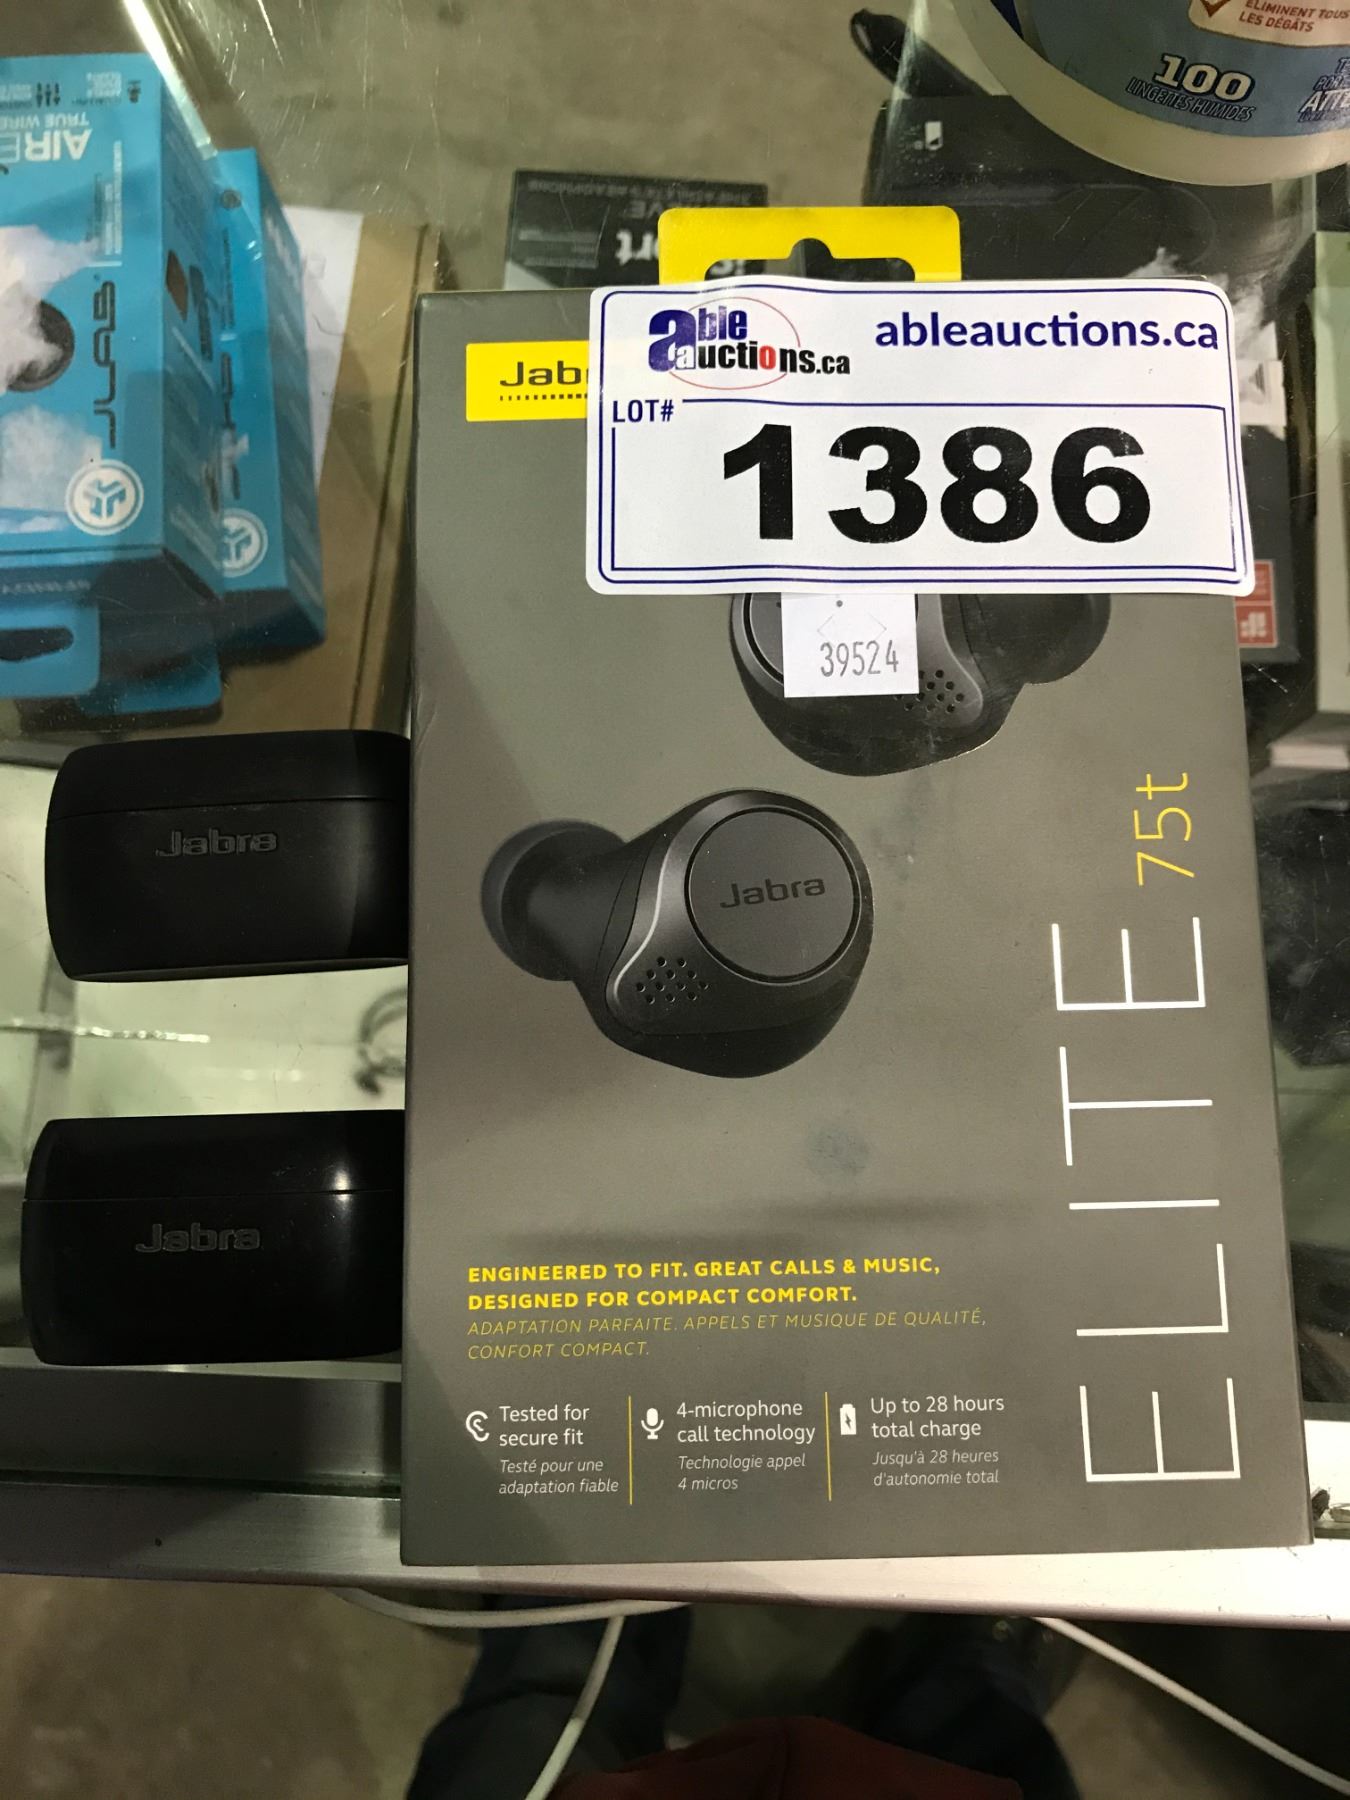 ÉLIMINENT TOUS
LES DÉGÂTS
100
LINGETTES HUMIDES
TRUE WIRE
JLAB
Jab
able
auctions.ca
ableauctions.ca
LOT#
1386
39524
Jabra
Jabra
Jabra
ELITE 75t
ENGINEERED TO FIT. GREAT CALLS & MUSIC,
DESIGNED FOR COMPACT COMFORT.
ADAPTATION PARFAITE. APPELS ET MUSIQUE DE QUALITÉ,
CONFORT COMPACT.
Tested for
secure fit
Testé pour une
adaptation fiable
4-microphone
call technology
Technologie appel
4 micros
Up to 28 hours
total charge
Jusqu'à 28 heures
d'autonomie total